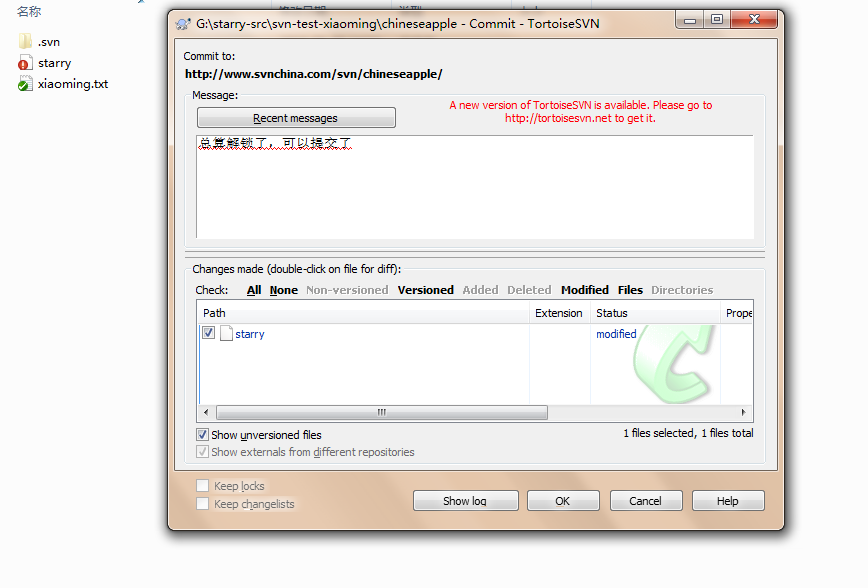 名称
.svn
starry
xiaoming.txt
G:\starry-src\svn-test-xiaoming\chineseapple - Commit - TortoiseSVN
Commit to:
http://www.svnchina.com/svn/chineseapple/
Message:
Recent messages
A new version of TortoiseSVN is available. Please go to
http://tortoisesvn.net to get it.
总算解锁了，可以提交了
Changes made (double-click on file for diff):
Check: All None Non-versioned Versioned Added Deleted Modified Files Directories
Path Extension Status Prope
starry modified
Show unversioned files
1 files selected, 1 files total
Show externals from different repositories
Keep locks
Keep changelists
Show log OK Cancel Help